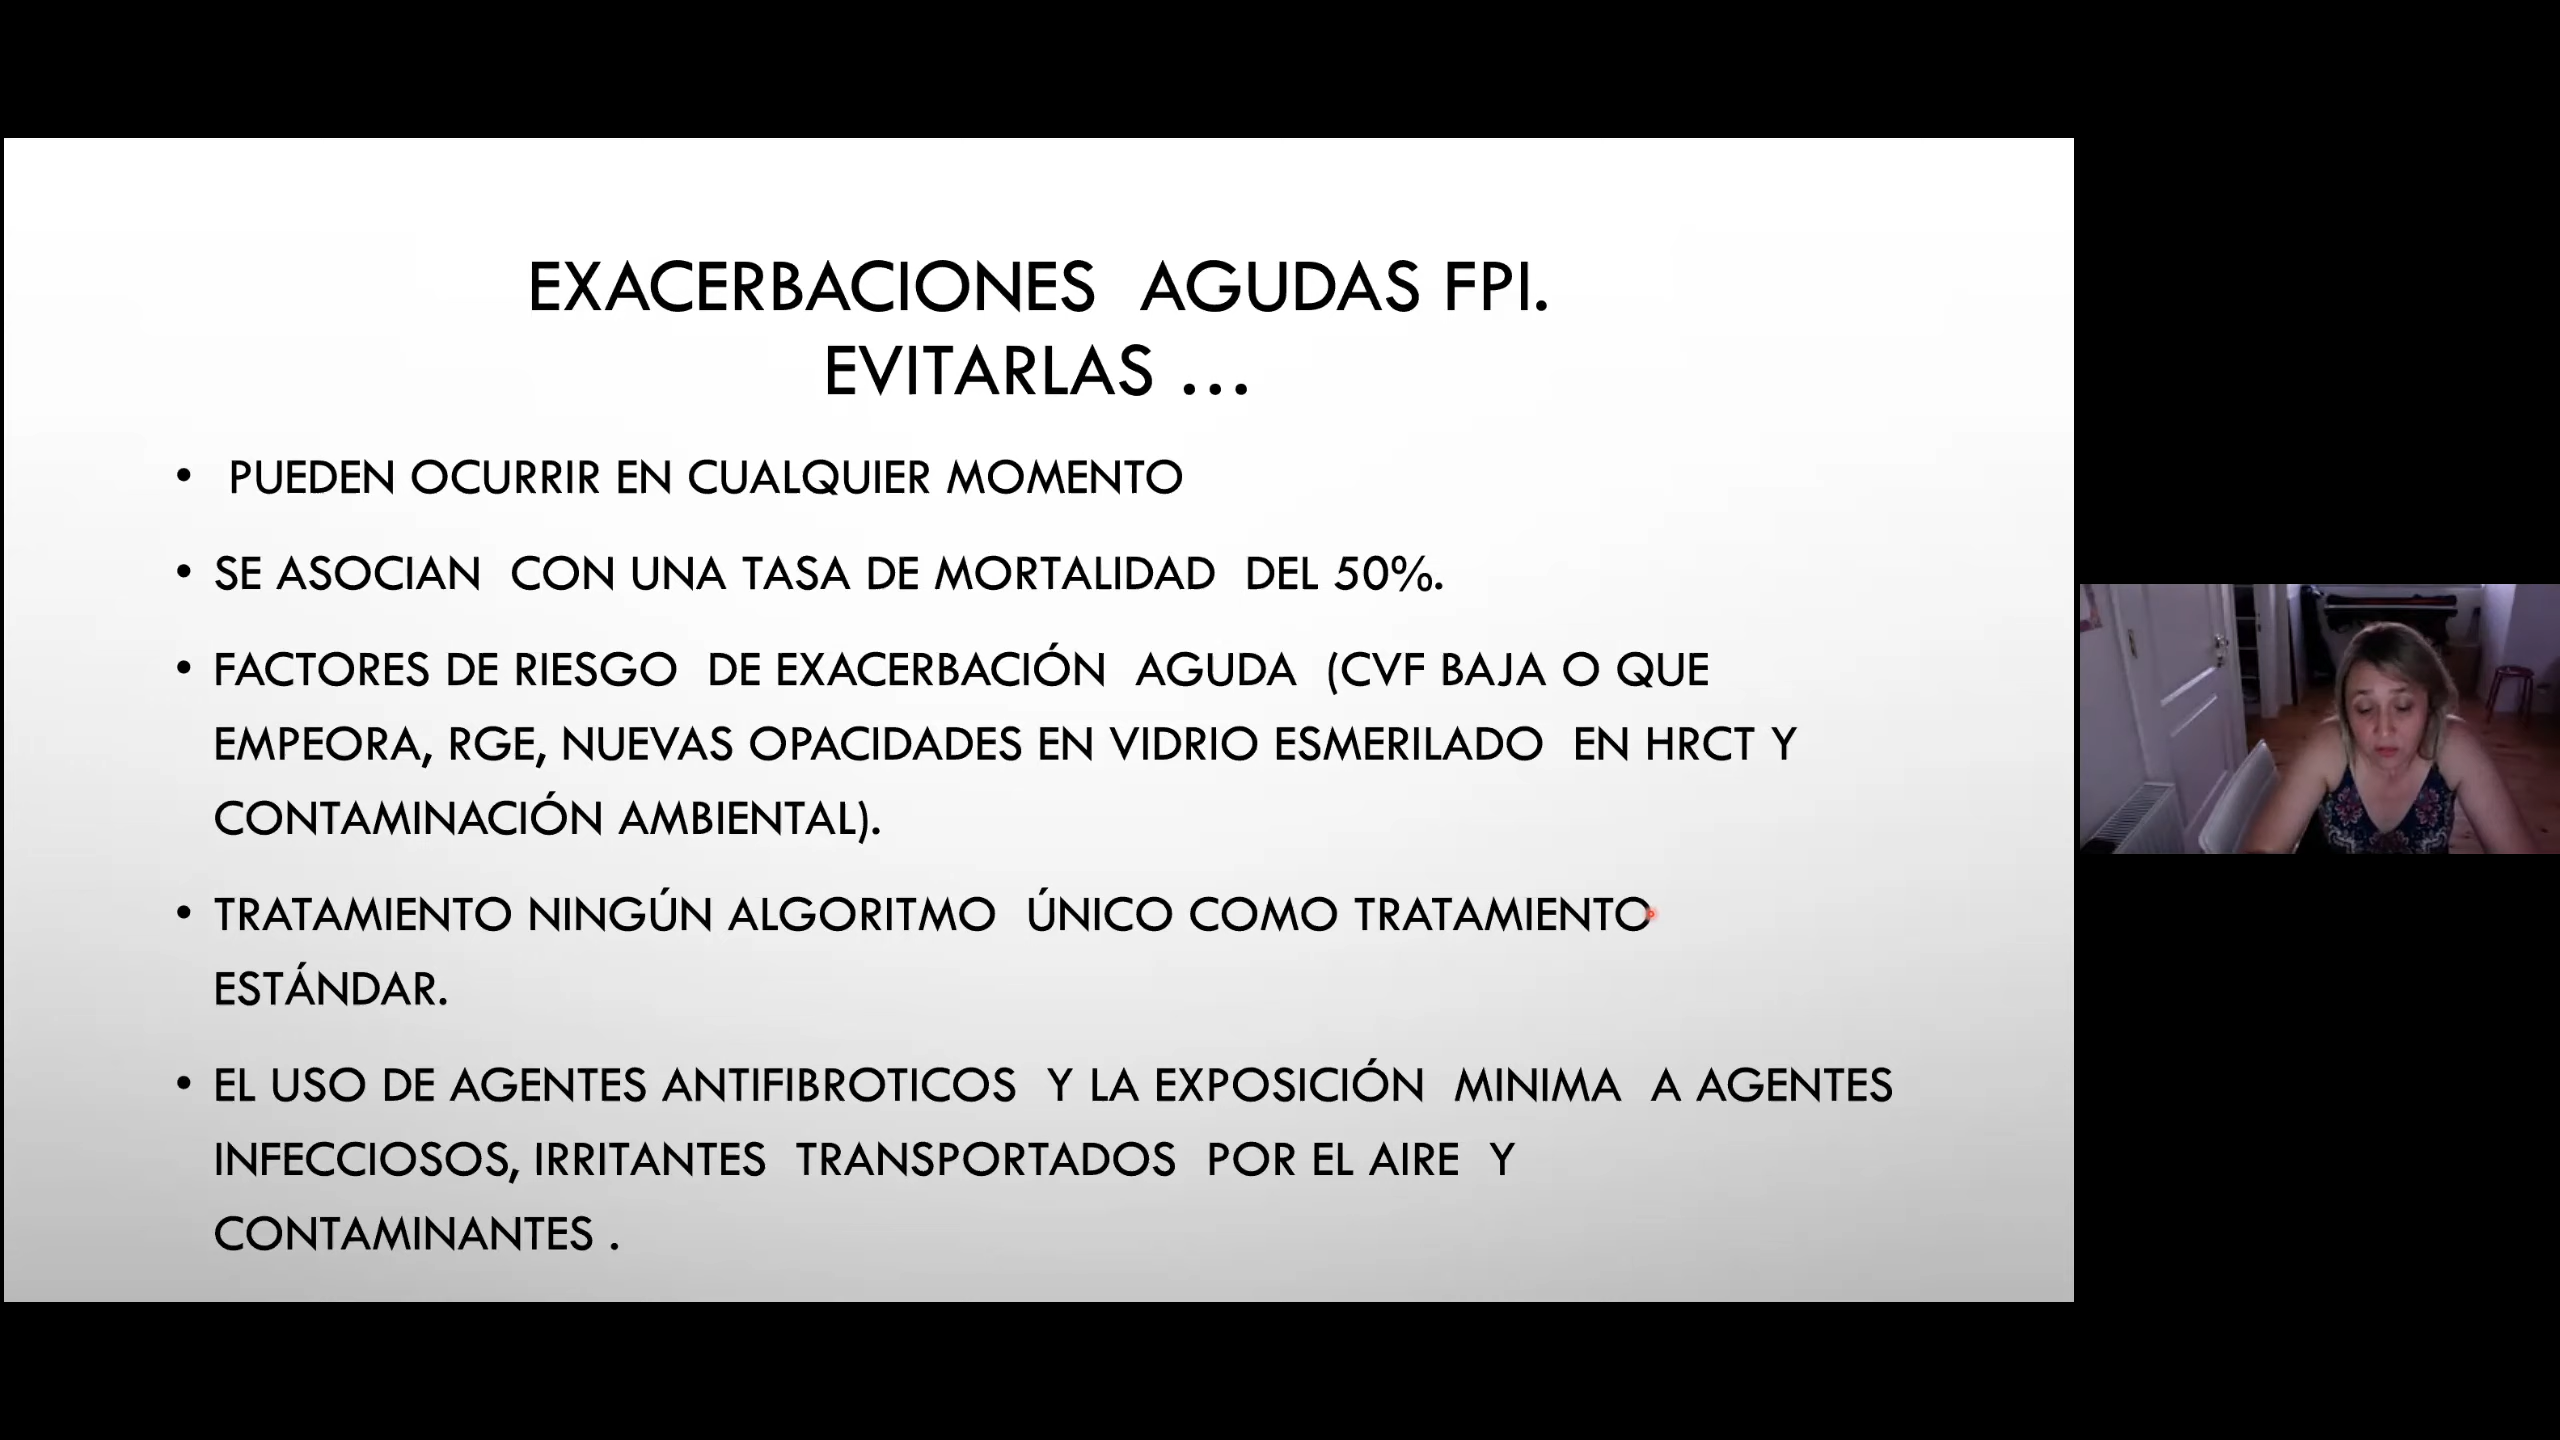 EXACERBACIONES AGUDAS FPI.
EVITARLAS ...
• PUEDEN OCURRIR EN CUALQUIER MOMENTO
• SE ASOCIAN CON UNA TASA DE MORTALIDAD DEL 50%.
• FACTORES DE RIESGO DE EXACERBACIÓN AGUDA (CVF BAJA O QUE
EMPEORA, RGE, NUEVAS OPACIDADES EN VIDRIO ESMERILADO EN HRCT Y
CONTAMINACIÓN AMBIENTAL).
• TRATAMIENTO NINGÚN ALGORITMO ÚNICO COMO TRATAMIENTO
ESTÁNDAR.
• EL USO DE AGENTES ANTIFIBROTICOS Y LA EXPOSICIÓN MINIMA A AGENTES
INFECCIOSOS, IRRITANTES TRANSPORTADOS POR EL AIRE Y
CONTAMINANTES .